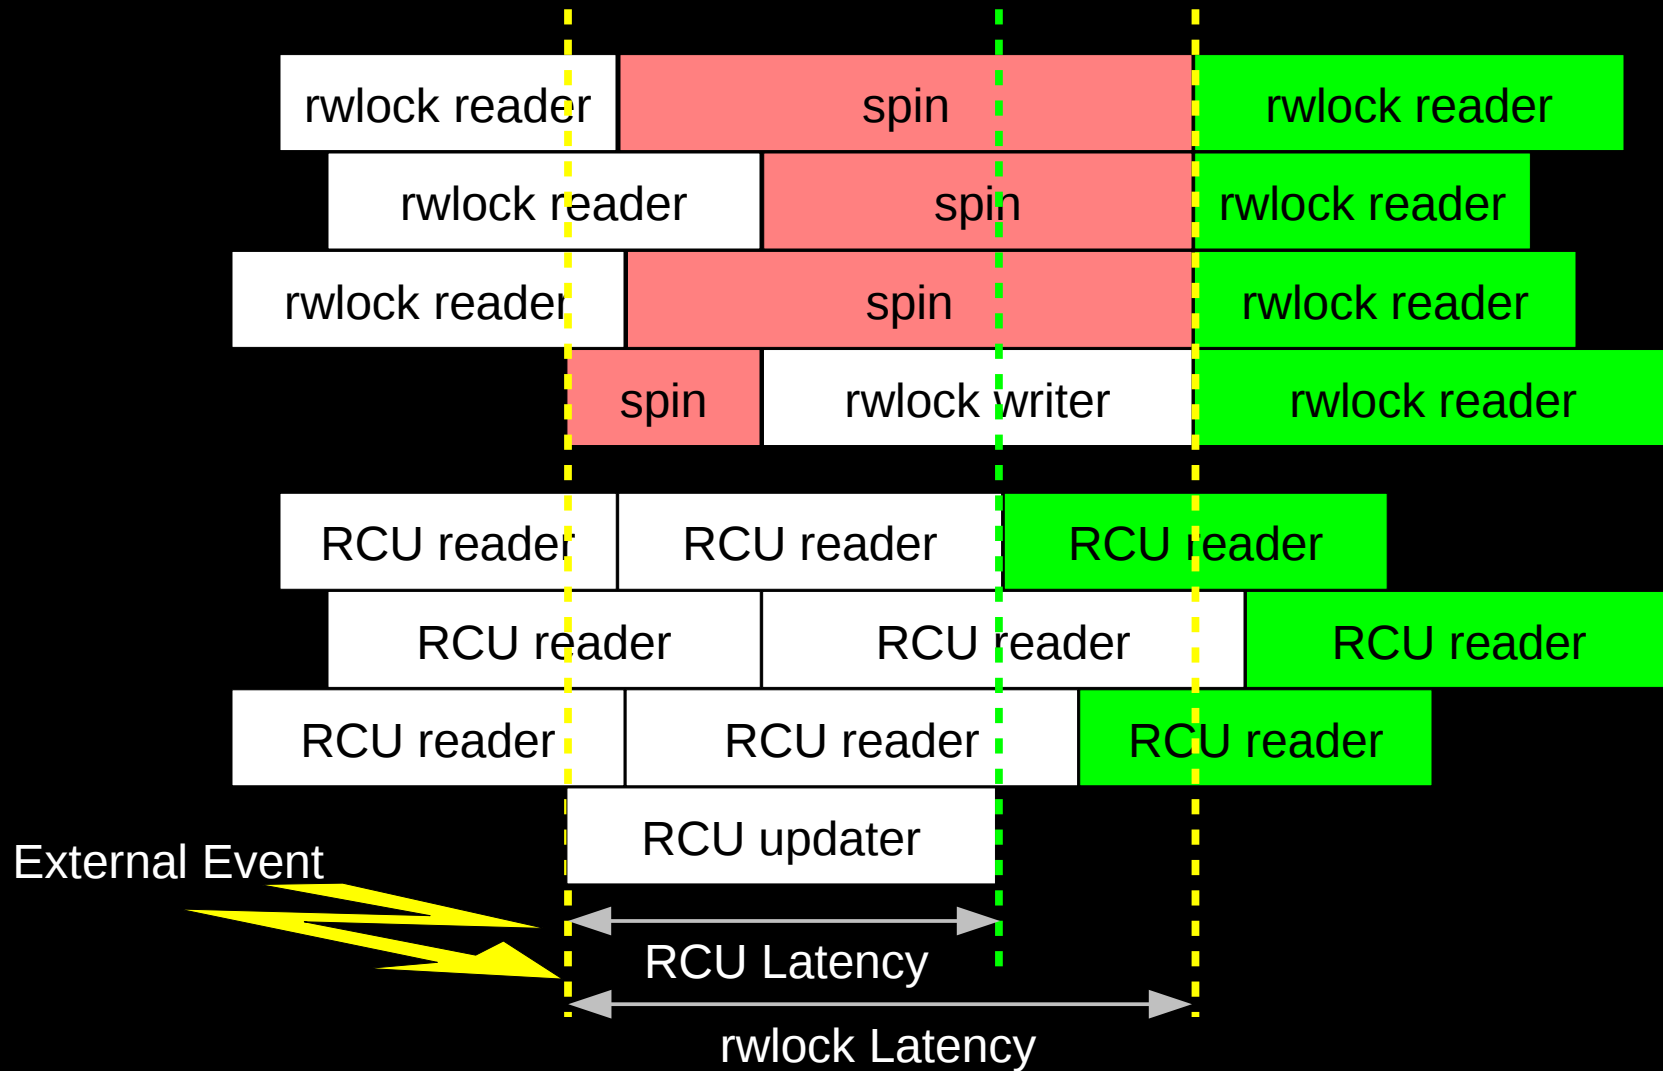 rwlock reader spin rwlock reader
rwlock reader spin rwlock reader
rwlock reader spin rwlock reader
spin rwlock writer rwlock reader
RCU reader RCU reader RCU reader
RCU reader RCU reader RCU reader
RCU reader RCU reader RCU reader
RCU updater
External Event
RCU Latency
rwlock Latency